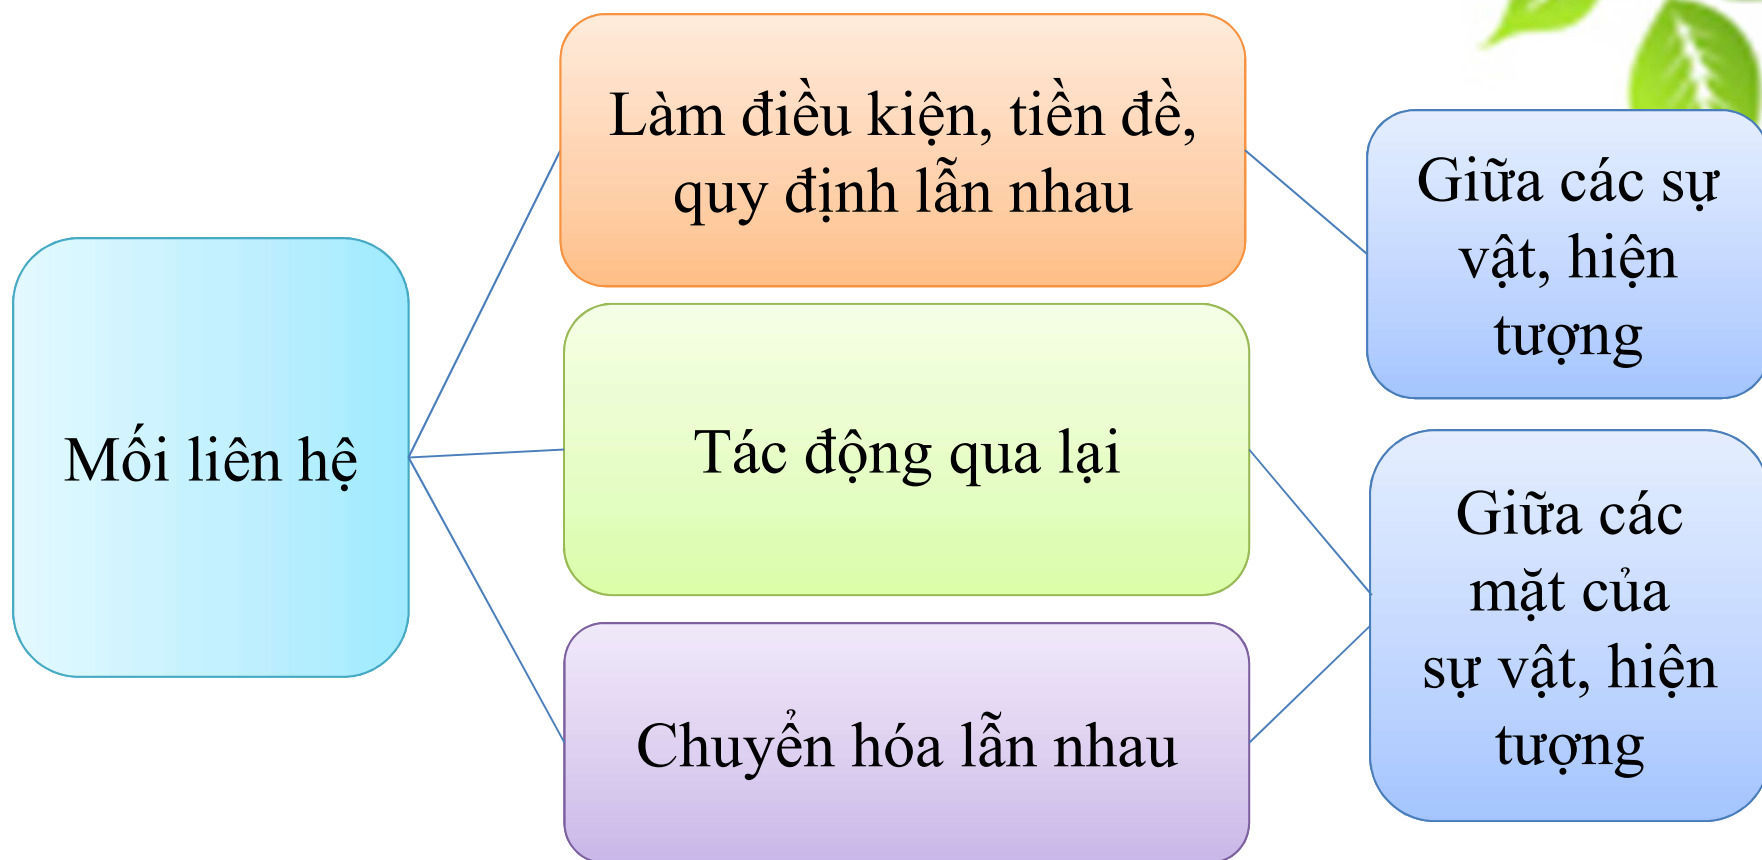 Mối liên hệ
Làm điều kiện, tiền đề,
quy định lẫn nhau
Tác động qua lại
Chuyển hóa lẫn nhau
Giữa các sự
vật, hiện
tượng
Giữa các
mặt của
sự vật, hiện
tượng